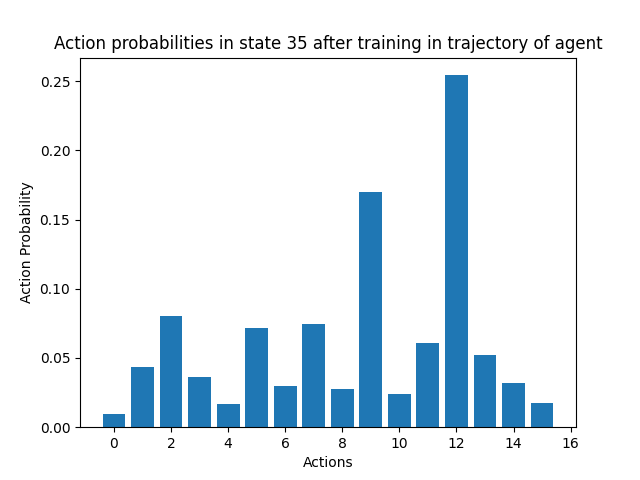 Action probabilities in state 35 after training in trajectory of agent
0.25
0.20
0.15
0.10
0.05
0.00
Action Probability
0 2 4 6 8 10 12 14 16
Actions